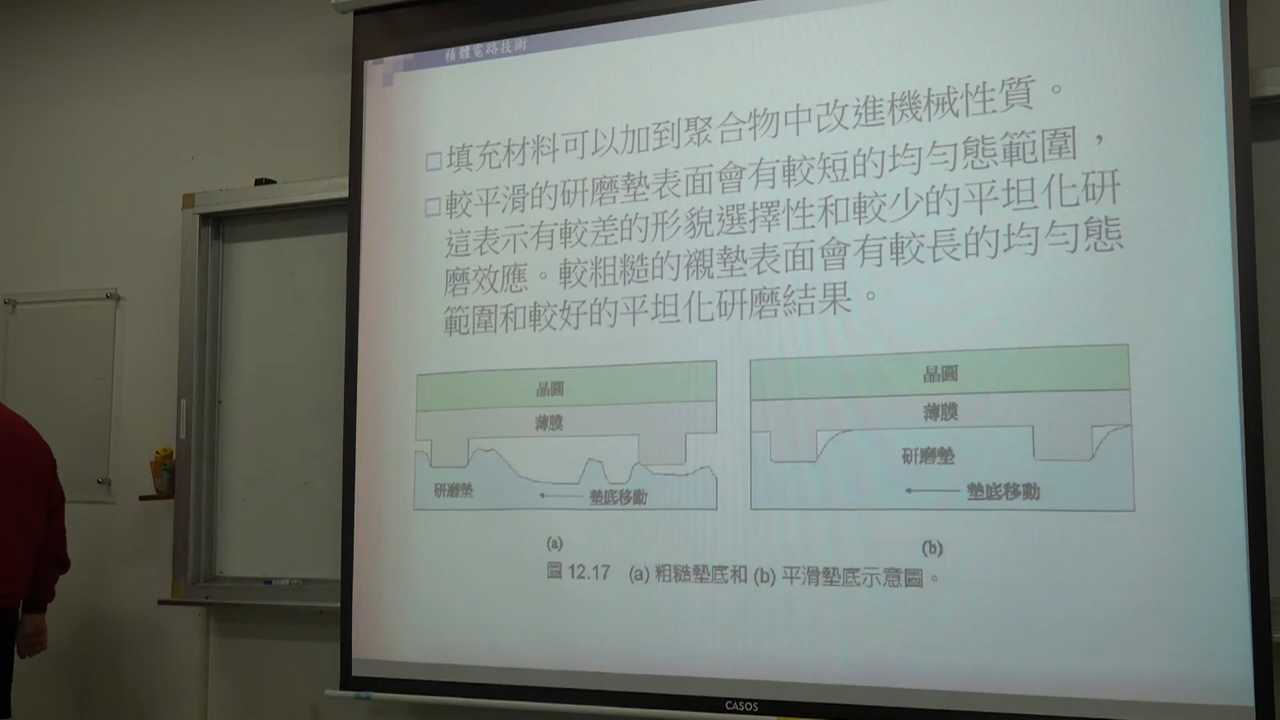 積體電路技術
□填充材料可以加到聚合物中改進機械性質。
□較平滑的研磨墊表面會有較短的均勻態範圍，
這表示有較差的形貌選擇性和較少的平坦化研
磨效應。較粗糙的襯墊表面會有較長的均勻態
範圍和較好的平坦化研磨結果。
晶圓
薄膜
研磨墊
墊底移動
(a)
晶圓
薄膜
研磨墊
墊底移動
(b)
圖 12.17 (a) 粗糙墊底和 (b) 平滑墊底示意圖。
CASOS